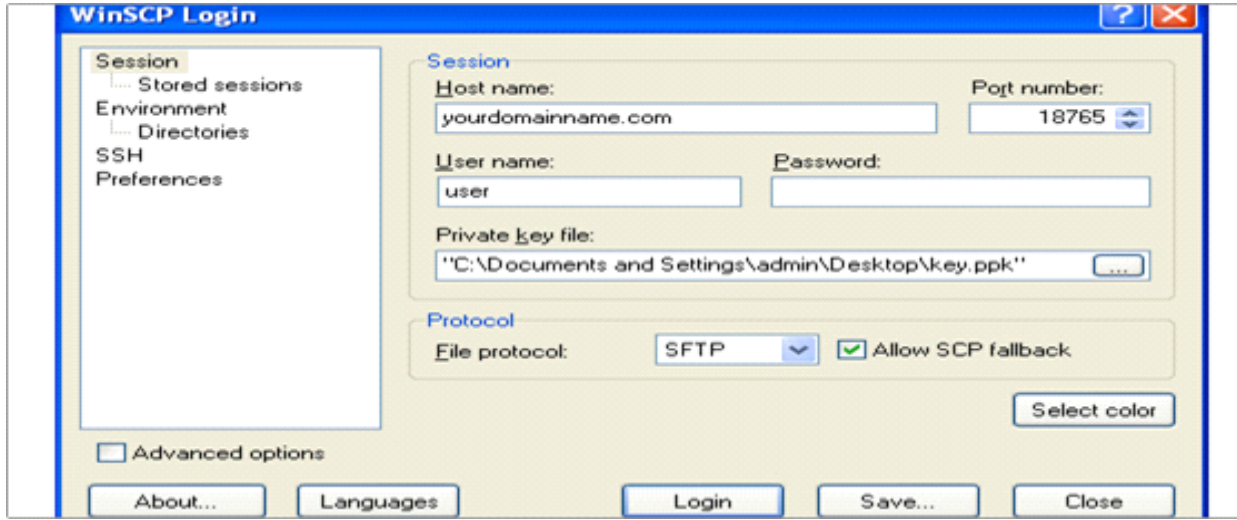 WinSCP Login
Session
Stored sessions
Environment
Directories
SSH
Preferences
Session
Host name: Port number:
yourdomainname.com 18765
User name: Password:
user
Private key file:
"C:\Documents and Settings\admin\Desktop\key.ppk" ...
Protocol
File protocol: SFTP Allow SCP fallback
Select color
Advanced options
About... Languages Login Save... Close